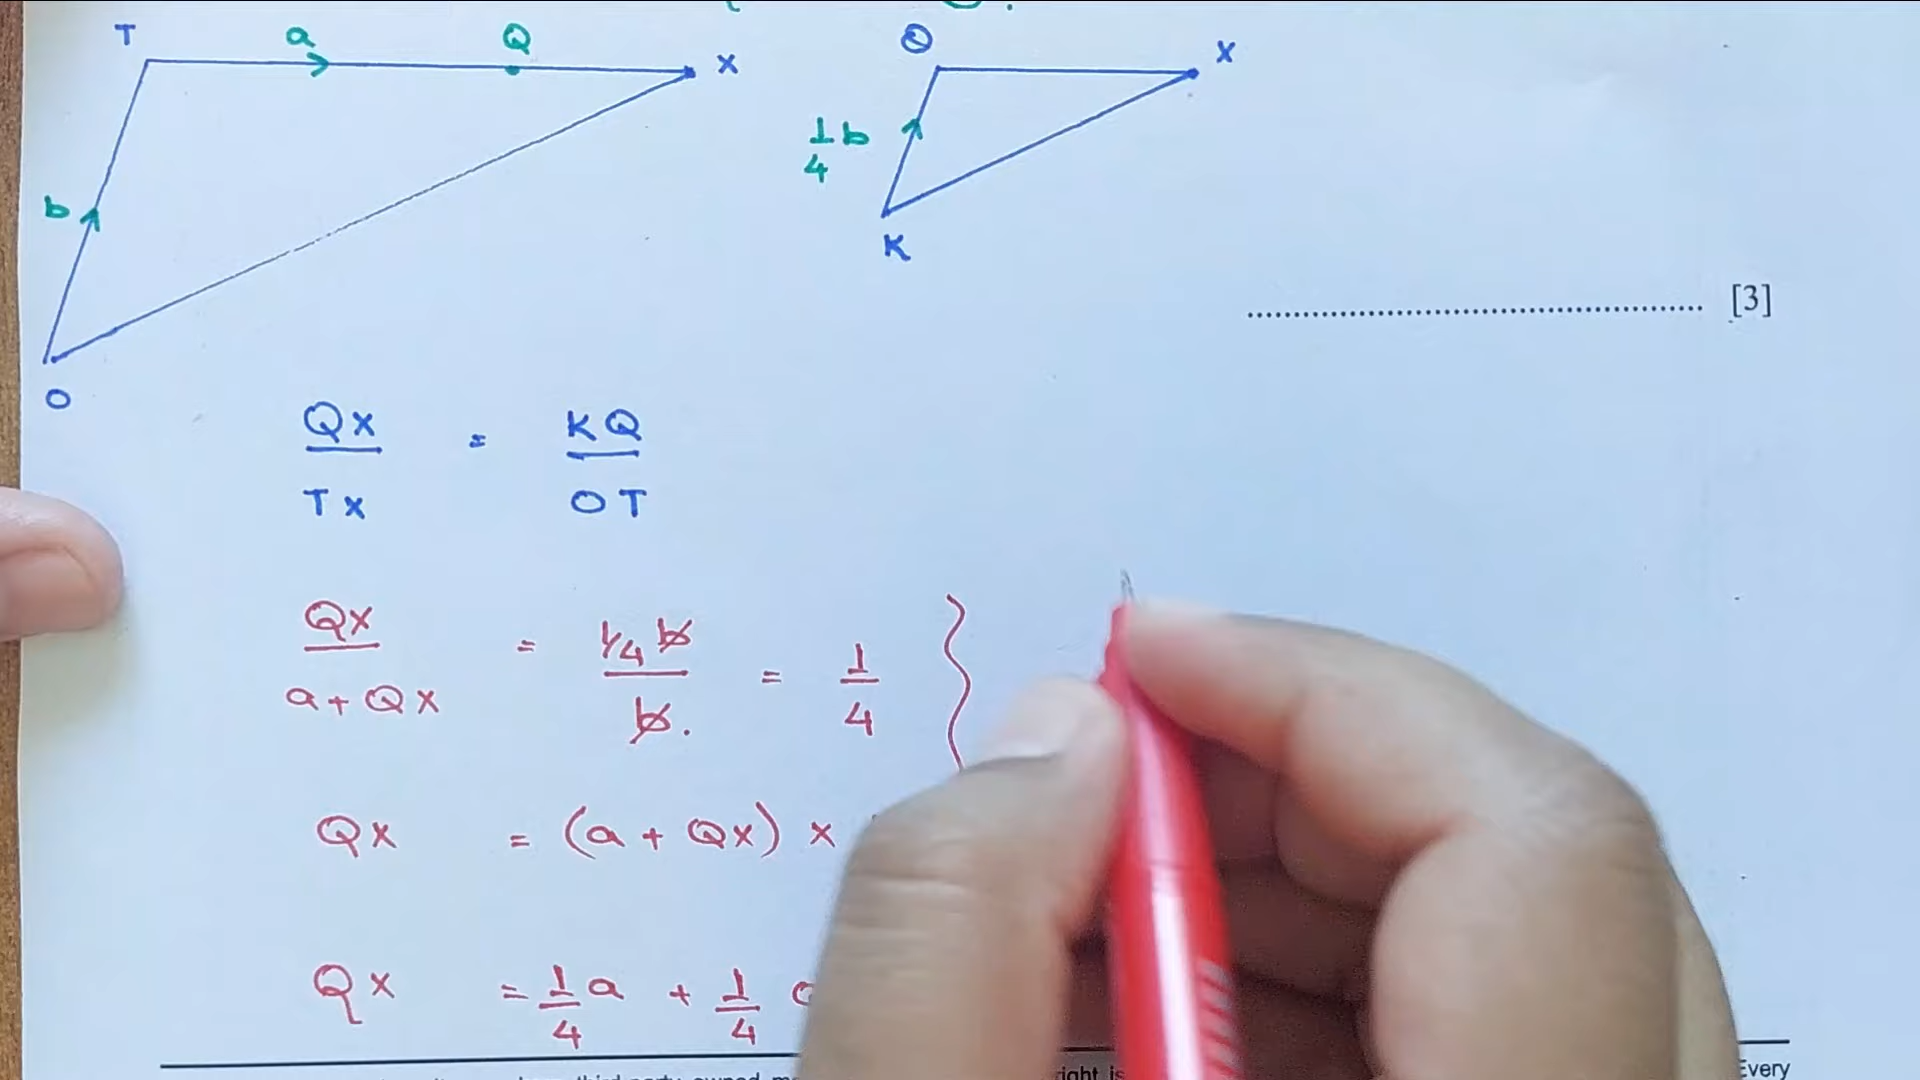 T a Q X
Q X
1/4 b
b
K
[3]
O
QX = KQ
TX OT
QX = 1/4 b = 1
a + QX b. 4
QX = (a + QX) ×
QX = 1/4 a + 1/4
Every